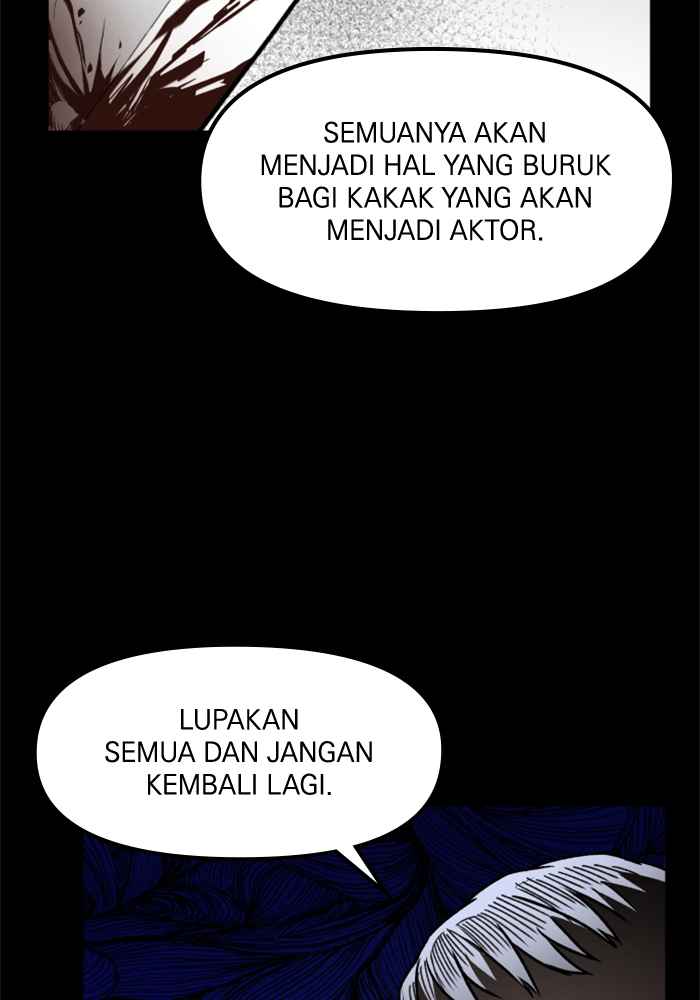 SEMUANYA AKAN
MENJADI HAL YANG BURUK
BAGI KAKAK YANG AKAN
MENJADI AKTOR.
LUPAKAN
SEMUA DAN JANGAN
KEMBALI LAGI.